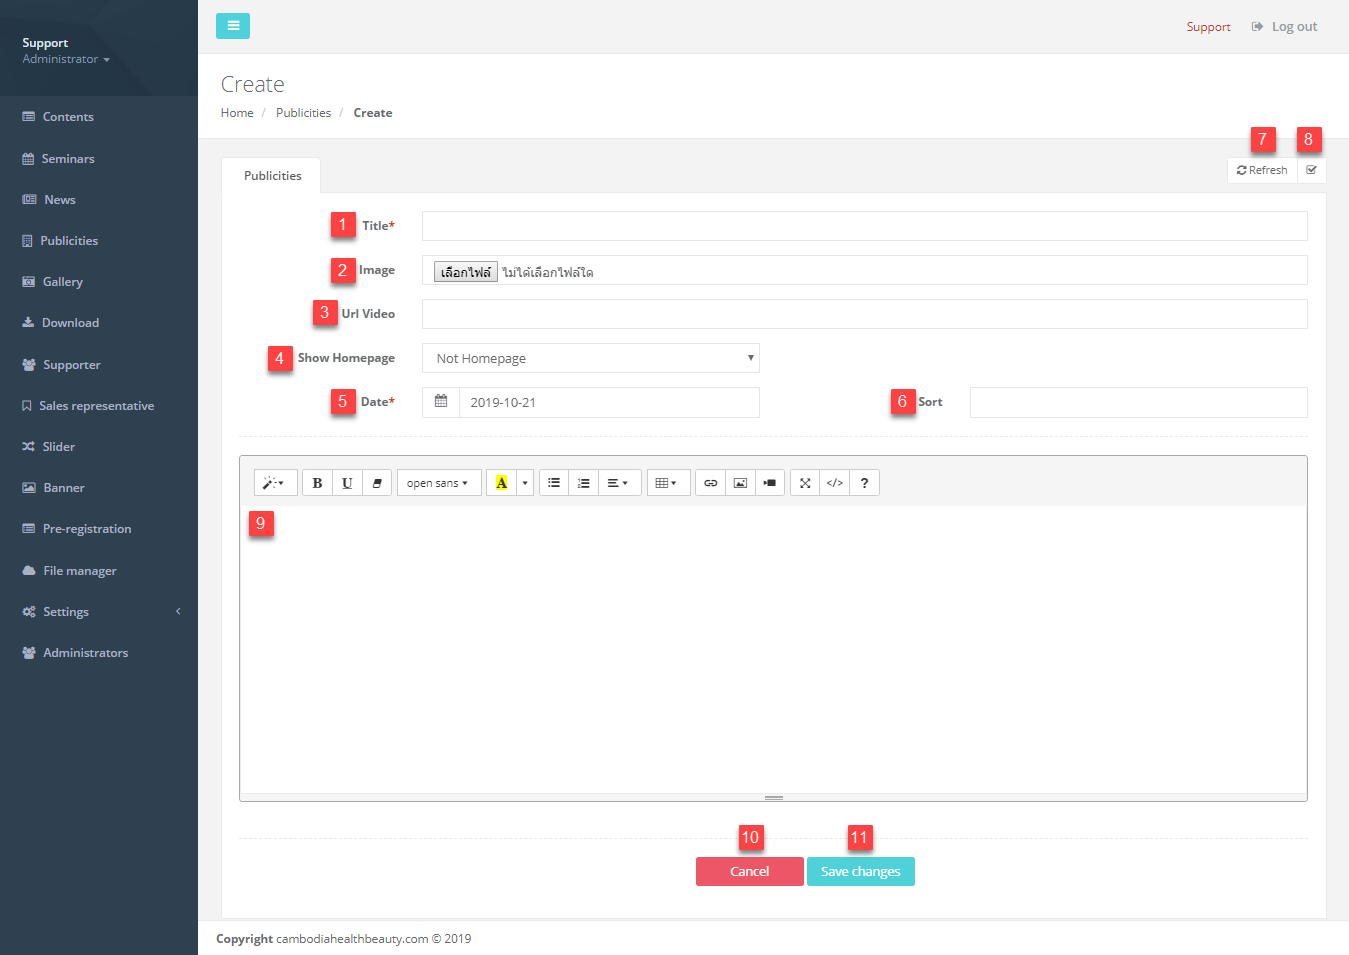 Support
Administrator
Contents
Seminars
News
Publicities
Gallery
Download
Supporter
Sales representative
Slider
Banner
Pre-registration
File manager
Settings
Administrators
Support
Log out
Create
Home / Publicities / Create
7 8
Publicities
Refresh
1 Title*
2 Image เลือกไฟล์ ไม่ได้เลือกไฟล์ใด
3 Url Video
4 Show Homepage Not Homepage
5 Date* 2019-10-21 6 Sort
B U open sans A </> ?
9
10 11
Cancel Save changes
Copyright cambodiahealthbeauty.com © 2019